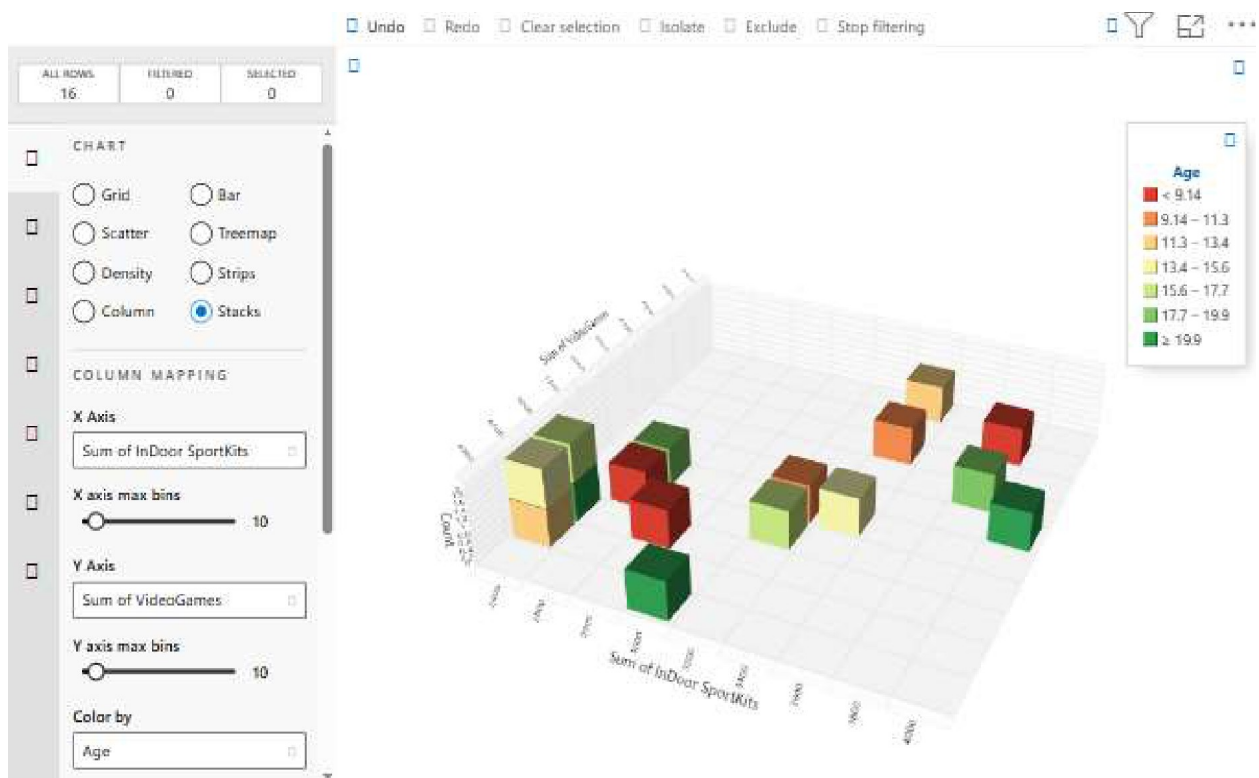 Undo Redo Clear selection Isolate Exclude Stop filtering
ALL ROWS FILTERED SELECTED
16 0 0
CHART
Grid Bar
Scatter Treemap
Density Strips
Column Stacks
COLUMN MAPPING
X Axis
Sum of InDoor SportKits
X axis max bins
10
Y Axis
Sum of VideoGames
Y axis max bins
10
Color by
Age
Sum of VideoGames
Count
3400
3800
4000
Sum of InDoor SportKits
Age
< 9.14
9.14 – 11.3
11.3 – 13.4
13.4 – 15.6
15.6 – 17.7
17.7 – 19.9
≥ 19.9